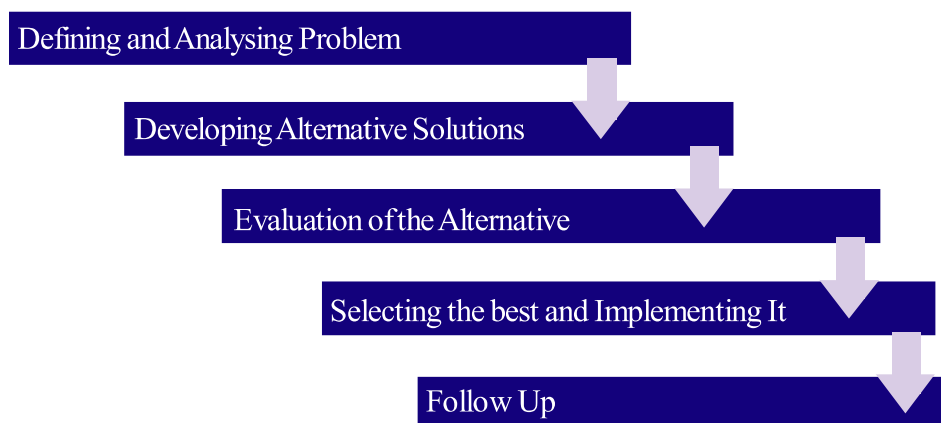 Defining and Analysing Problem
Developing Alternative Solutions
Evaluation of the Alternative
Selecting the best and Implementing It
Follow Up